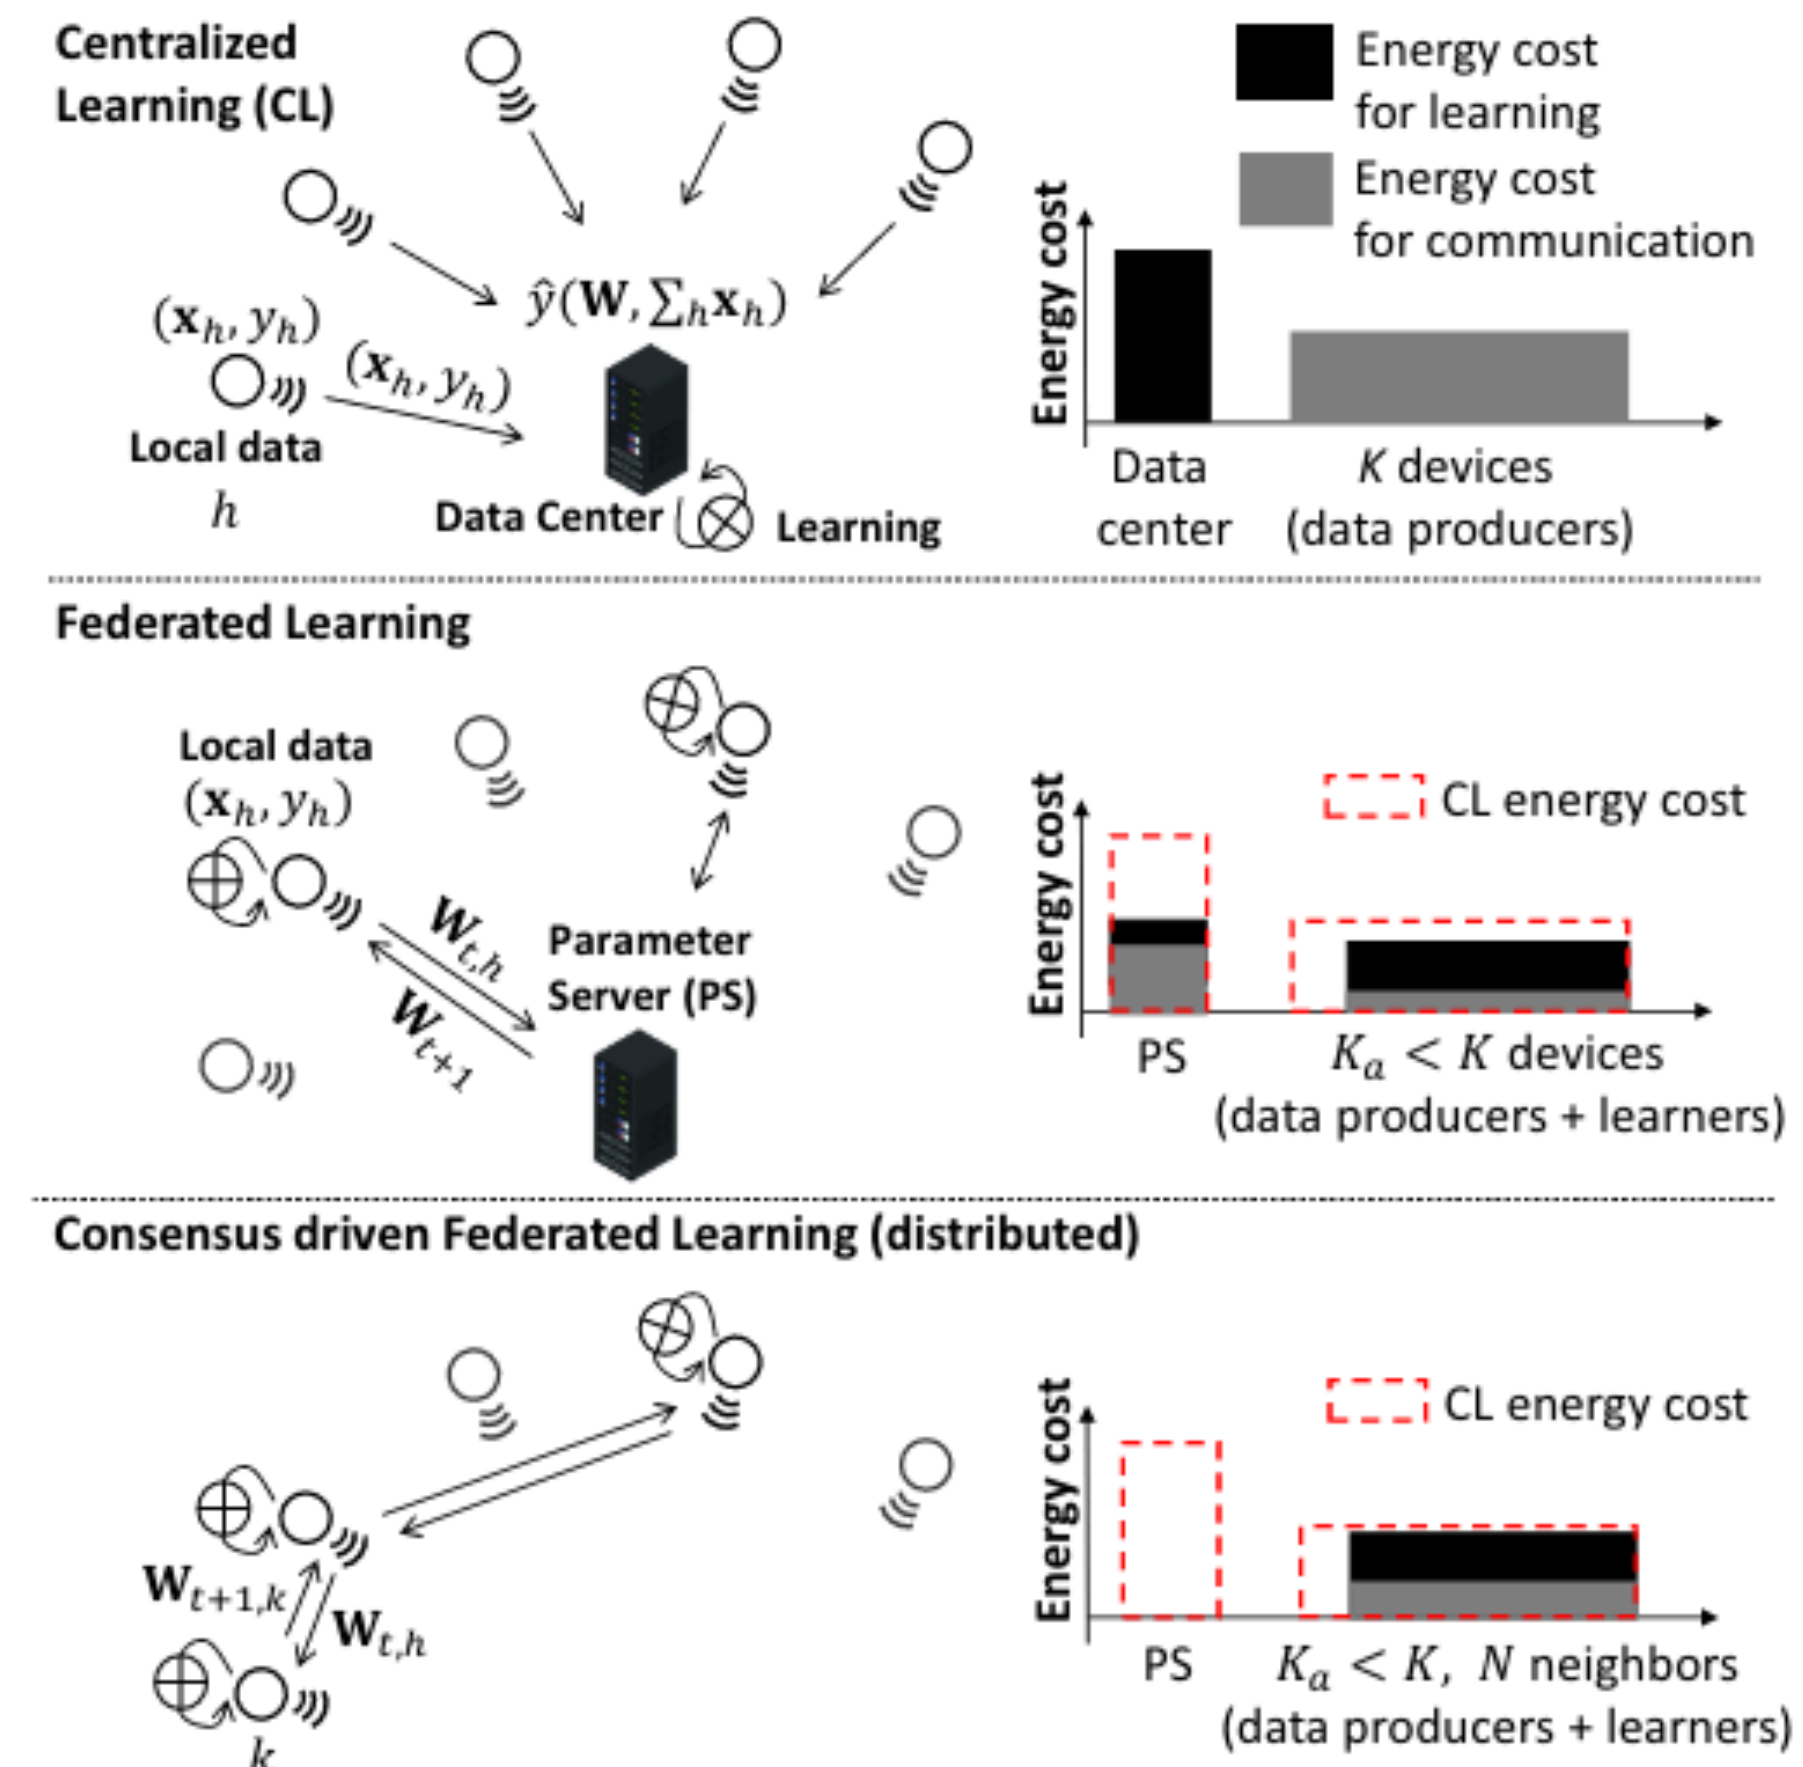 Centralized
Learning (CL)
(𝐱ₕ, yₕ)
(𝐱ₕ, yₕ)
ŷ(𝐖, ∑ₕ𝐱ₕ)
Local data
h
Data Center
Learning
Energy cost
for learning
Energy cost
for communication
Energy cost
Data
center
K devices
(data producers)
Federated Learning
Local data
(𝐱ₕ, yₕ)
𝐖ₜ,ₕ
𝐖ₜ₊₁
Parameter
Server (PS)
CL energy cost
Energy cost
PS
Kₐ < K devices
(data producers + learners)
Consensus driven Federated Learning (distributed)
𝐖ₜ₊₁,ₖ
𝐖ₜ,ₕ
k
CL energy cost
Energy cost
PS
Kₐ < K, N neighbors
(data producers + learners)